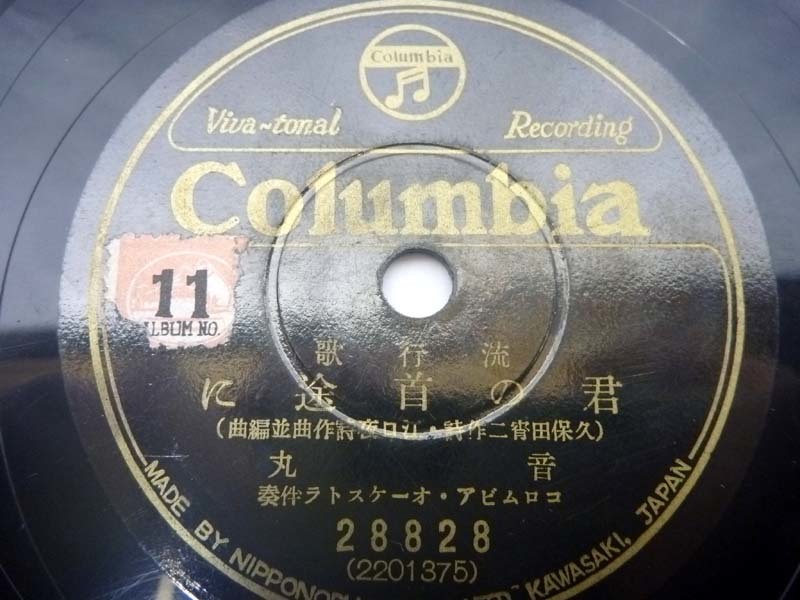 Columbia
Viva-tonal Recording
Columbia
11
ALBUM NO.
流行歌
君の首途に
(久保田宵二作詩・江口夜詩作曲並編曲)
音丸
コロムビア・オーケストラ伴奏
28828
(2201375)
MADE BY LTD KAWASAKI, JAPAN